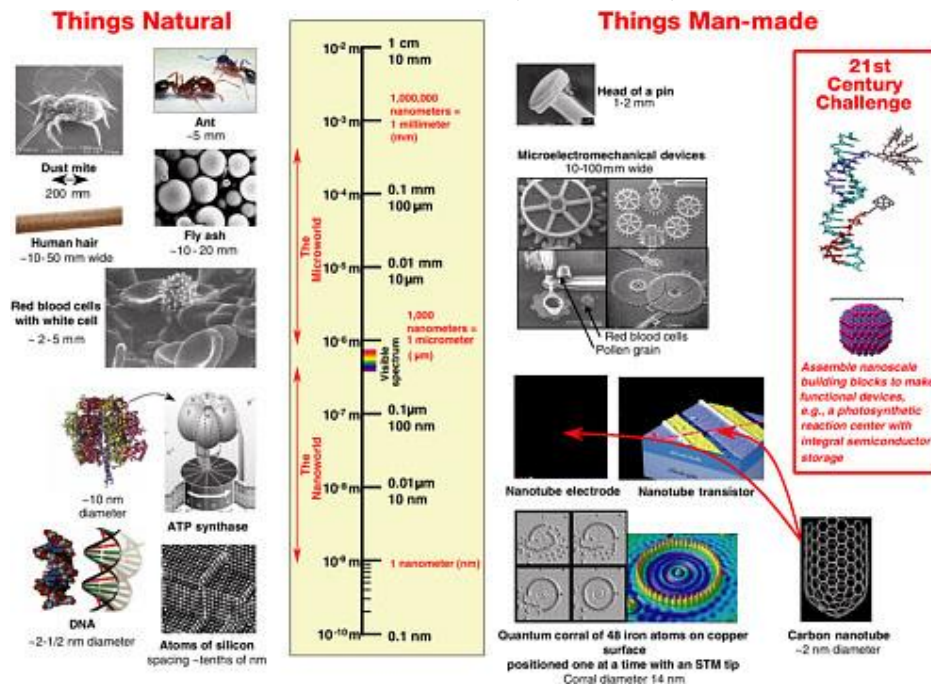 Things Natural
Things Man-made
Ant
~5 mm
Dust mite
200 mm
Fly ash
~10-20 mm
Human hair
~10-50 mm wide
Red blood cells
with white cell
~ 2-5 mm
~10 nm
diameter
ATP synthase
DNA
~2-1/2 nm diameter
Atoms of silicon
spacing ~tenths of nm
10-2 m
1 cm
10 mm
1,000,000
nanometers =
1 millimeter
(mm)
10-3 m
10-4 m
0.1 mm
100 µm
The
Microworld
10-5 m
0.01 mm
10 µm
1,000
nanometers =
1 micrometer
(µm)
10-6 m
Visible
spectrum
10-7 m
0.1 µm
100 nm
The
Nanoworld
10-8 m
0.01 µm
10 nm
10-9 m
1 nanometer (nm)
10-10 m
0.1 nm
Head of a pin
1-2 mm
Microelectromechanical devices
10-100mm wide
Red blood cells
Pollen grain
Nanotube electrode
Nanotube transistor
Quantum corral of 48 iron atoms on copper
surface
positioned one at a time with an STM tip
Corral diameter 14 nm
Carbon nanotube
~2 nm diameter
21st
Century
Challenge
Assemble nanoscale
building blocks to make
functional devices,
e.g., a photosynthetic
reaction center with
integral semiconductor
storage